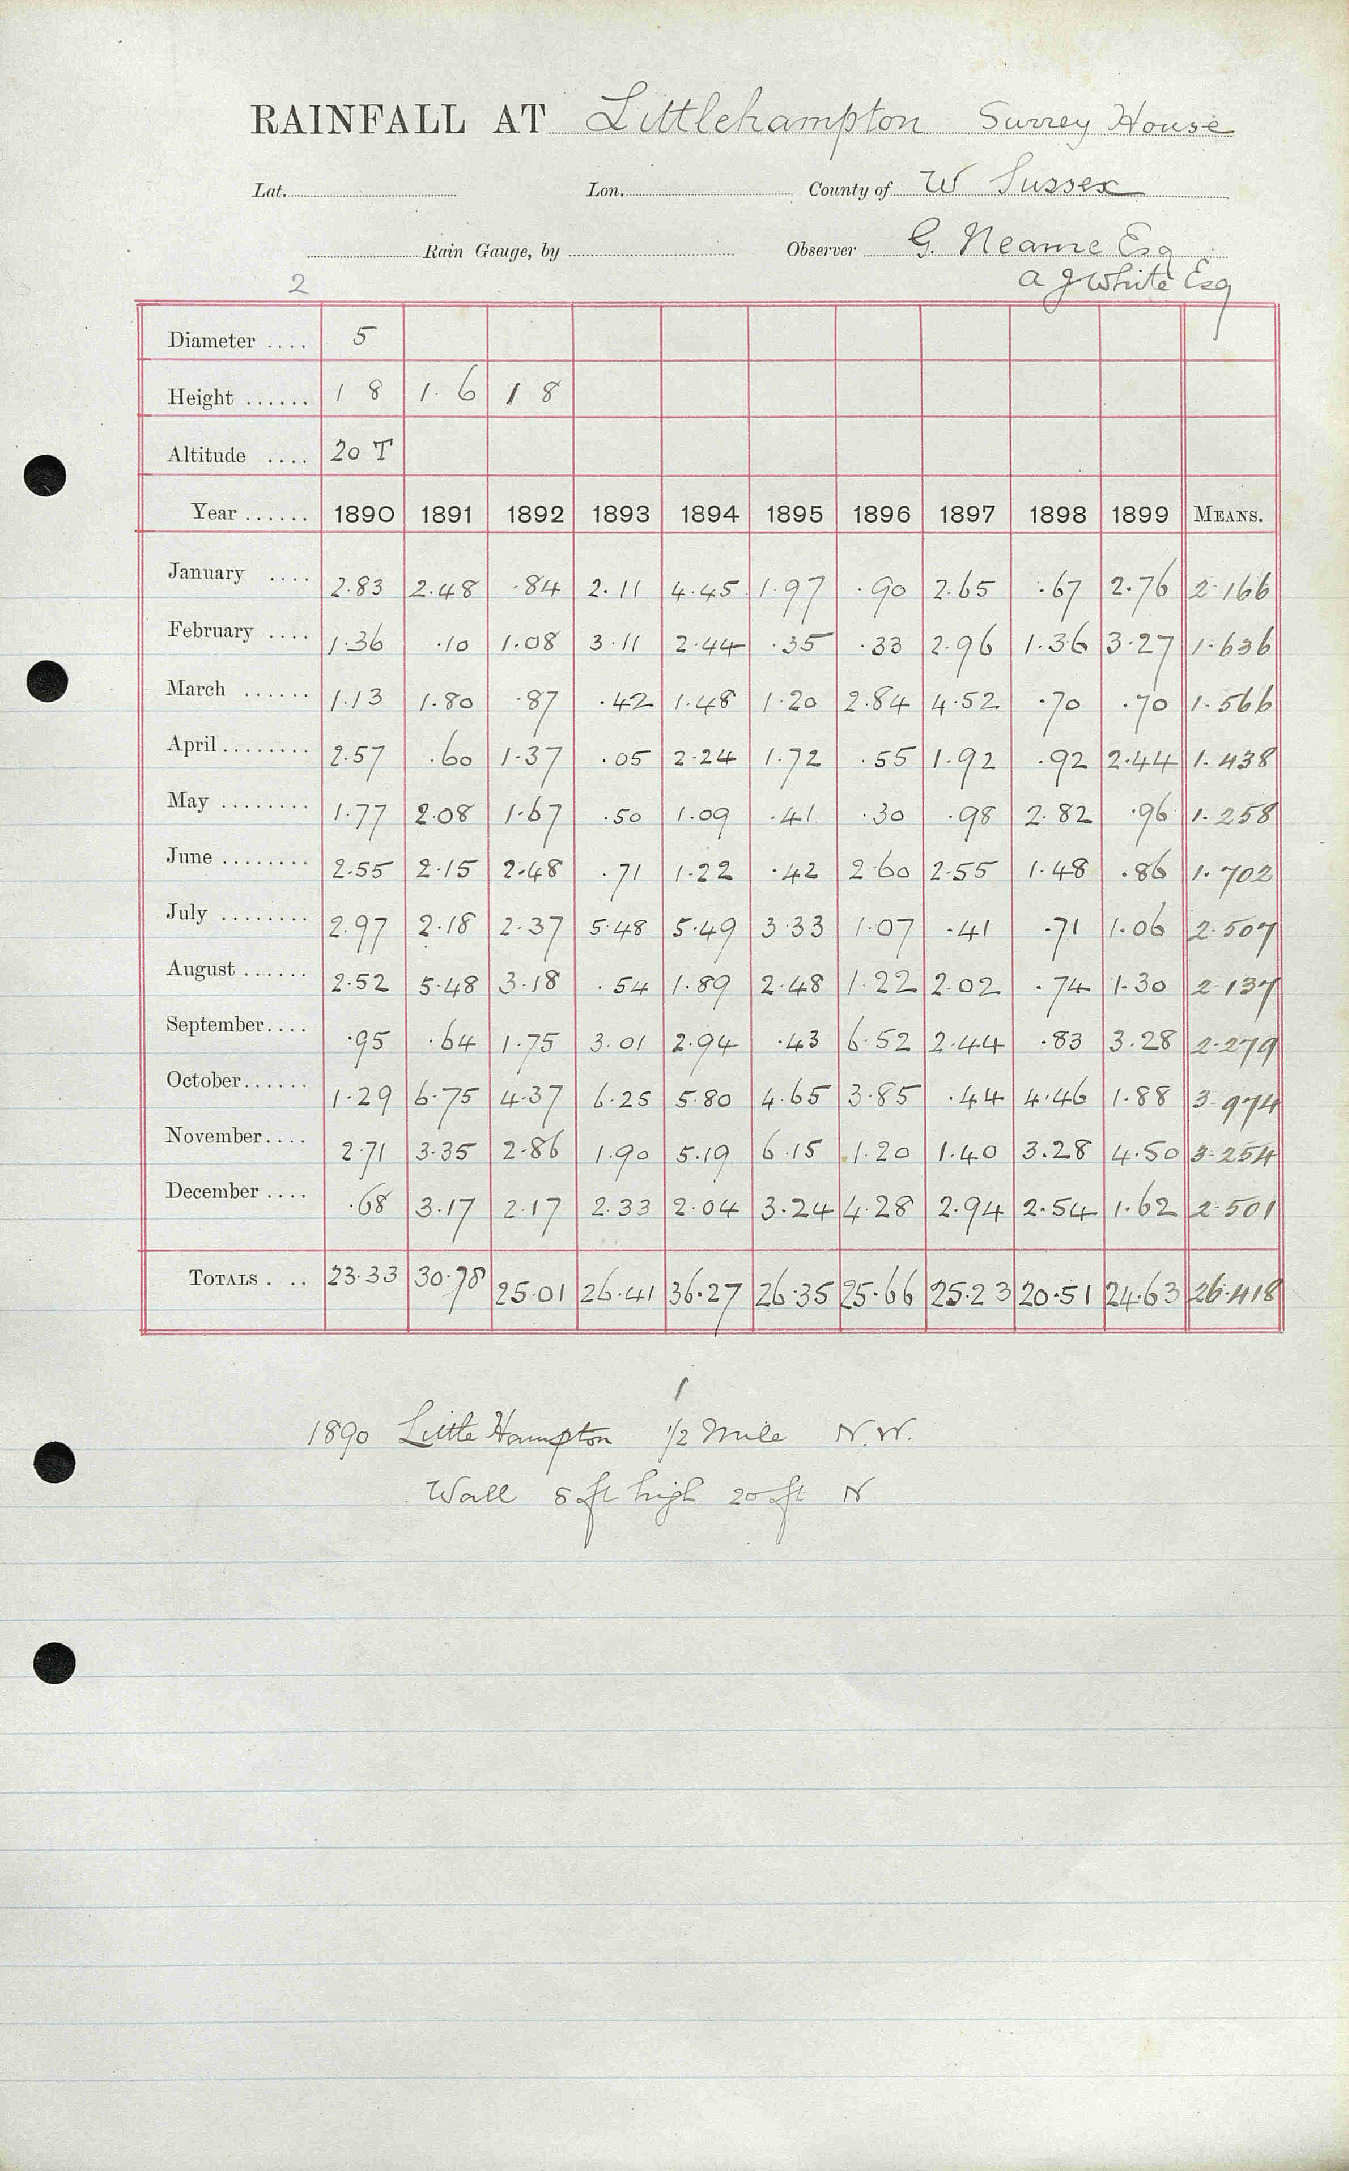 RAINFALL AT Littlehampton Surrey House
Lat. Lon. County of W Sussex
Rain Gauge, by Observer G. Neame Esq
2 A J White Esq
Diameter .... 5
Height ...... 1 8 1. 6 1 8
Altitude .... 20 T
Year ...... 1890 1891 1892 1893 1894 1895 1896 1897 1898 1899 MEANS.
January .... 2.83 2.48 .84 2.11 4.45 1.97 .90 2.65 .67 2.76 2.166
February .... 1.36 .10 1.08 3.11 2.44 .35 .33 2.96 1.36 3.27 1.636
March ...... 1.13 1.80 .87 .42 1.48 1.20 2.84 4.52 .70 .70 1.566
April ........ 2.57 .60 1.37 .05 2.24 1.72 .55 1.92 .92 2.44 1.438
May ........ 1.77 2.08 1.67 .50 1.09 .41 .30 .98 2.82 .96 1.258
June ........ 2.55 2.15 2.48 .71 1.22 .42 2.60 2.55 1.48 .86 1.702
July ........ 2.97 2.18 2.37 5.48 5.49 3.33 1.07 .41 .71 1.06 2.507
August ...... 2.52 5.48 3.18 .54 1.89 2.48 1.22 2.02 .74 1.30 2.137
September.... .95 .64 1.75 3.01 2.94 .43 6.52 2.44 .83 3.28 2.279
October...... 1.29 6.75 4.37 6.25 5.80 4.65 3.85 .44 4.46 1.88 3.974
November.... 2.71 3.35 2.86 1.90 5.19 6.15 1.20 1.40 3.28 4.50 3.254
December .... .68 3.17 2.17 2.33 2.04 3.24 4.28 2.94 2.54 1.62 2.501
TOTALS . .. 23.33 30.78 25.01 26.41 36.27 26.35 25.66 25.23 20.51 24.63 26.418
1
1890 Little Hampton 1/2 Mile N.W.
Wall 8 ft high 20 ft N